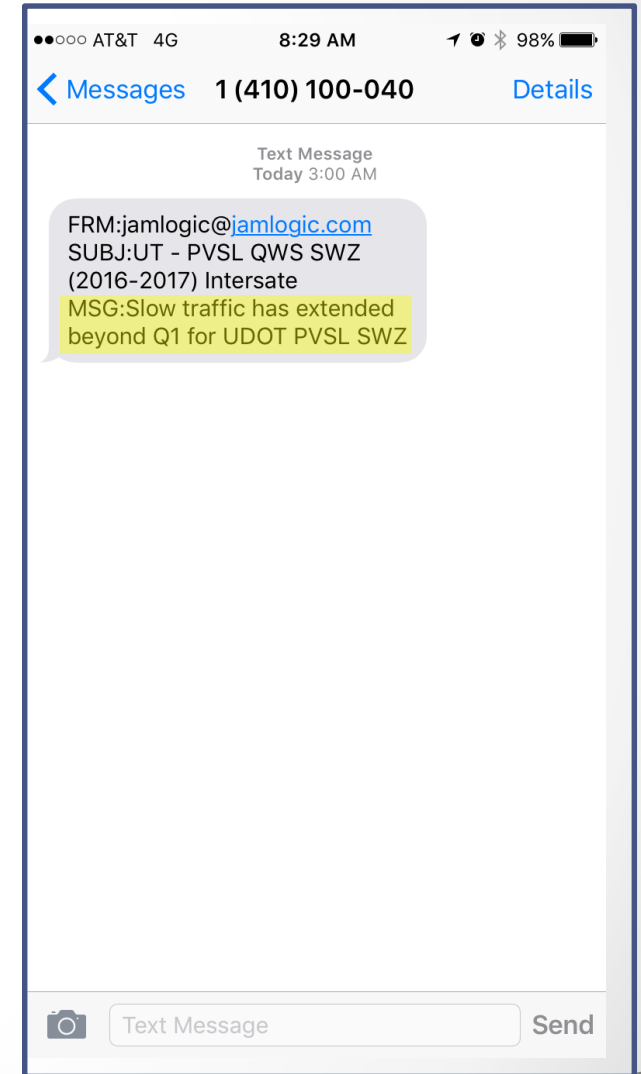 AT&T 4G 8:29 AM 98%
Messages 1 (410) 100-040 Details
Text Message
Today 3:00 AM
FRM:jamlogic@jamlogic.com
SUBJ:UT - PVSL QWS SWZ
(2016-2017) Intersate
MSG:Slow traffic has extended
beyond Q1 for UDOT PVSL SWZ
Text Message Send